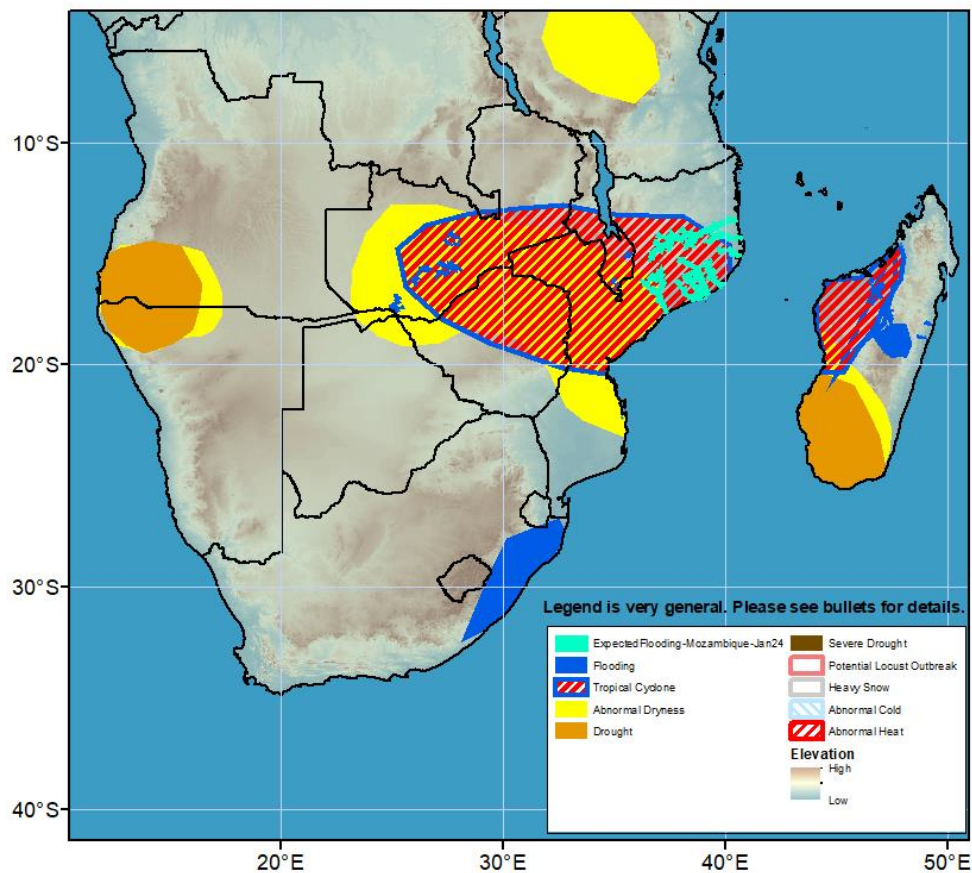 10°S
20°S
30°S
40°S
20°E
30°E
40°E
50°E
Legend is very general. Please see bullets for details.
ExpectedFlooding-Mozambique-Jan24
Flooding
Tropical Cyclone
Abnormal Dryness
Drought
Severe Drought
Potential Locust Outbreak
Heavy Snow
Abnormal Cold
Abnormal Heat
Elevation
High
Low